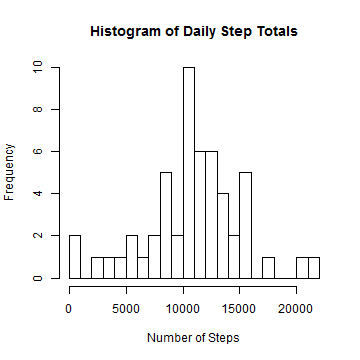 Histogram of Daily Step Totals
10
8
6
4
2
0
Frequency
0 5000 10000 15000 20000
Number of Steps